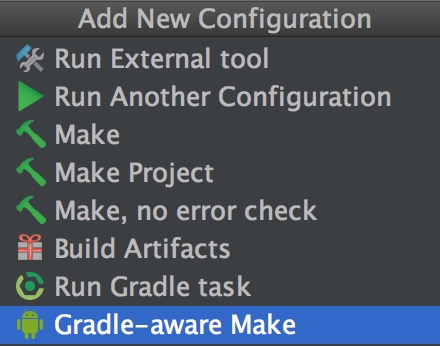 Add New Configuration
Run External tool
Run Another Configuration
Make
Make Project
Make, no error check
Build Artifacts
Run Gradle task
Gradle-aware Make